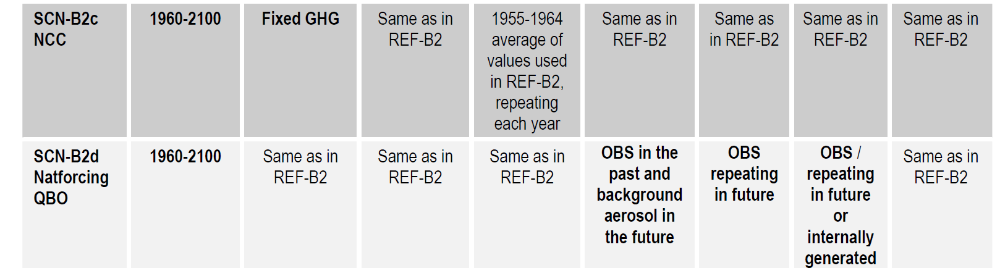 SCN-B2c
NCC
1960-2100
Fixed GHG
Same as in
REF-B2
1955-1964
average of
values used
in REF-B2,
repeating
each year
Same as in
REF-B2
Same as
in REF-B2
Same as in
REF-B2
Same as in
REF-B2
SCN-B2d
Natforcing
QBO
1960-2100
Same as in
REF-B2
Same as in
REF-B2
Same as in
REF-B2
OBS in the
past and
background
aerosol in
the future
OBS
repeating
in future
OBS /
repeating
in future
or
internally
generated
Same as in
REF-B2